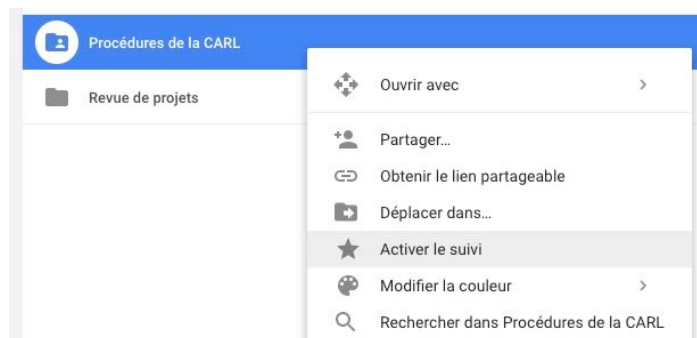 Procédures de la CARL
Ouvrir avec
Revue de projets
Partager...
Obtenir le lien partageable
Déplacer dans...
Activer le suivi
Modifier la couleur
Rechercher dans Procédures de la CARL